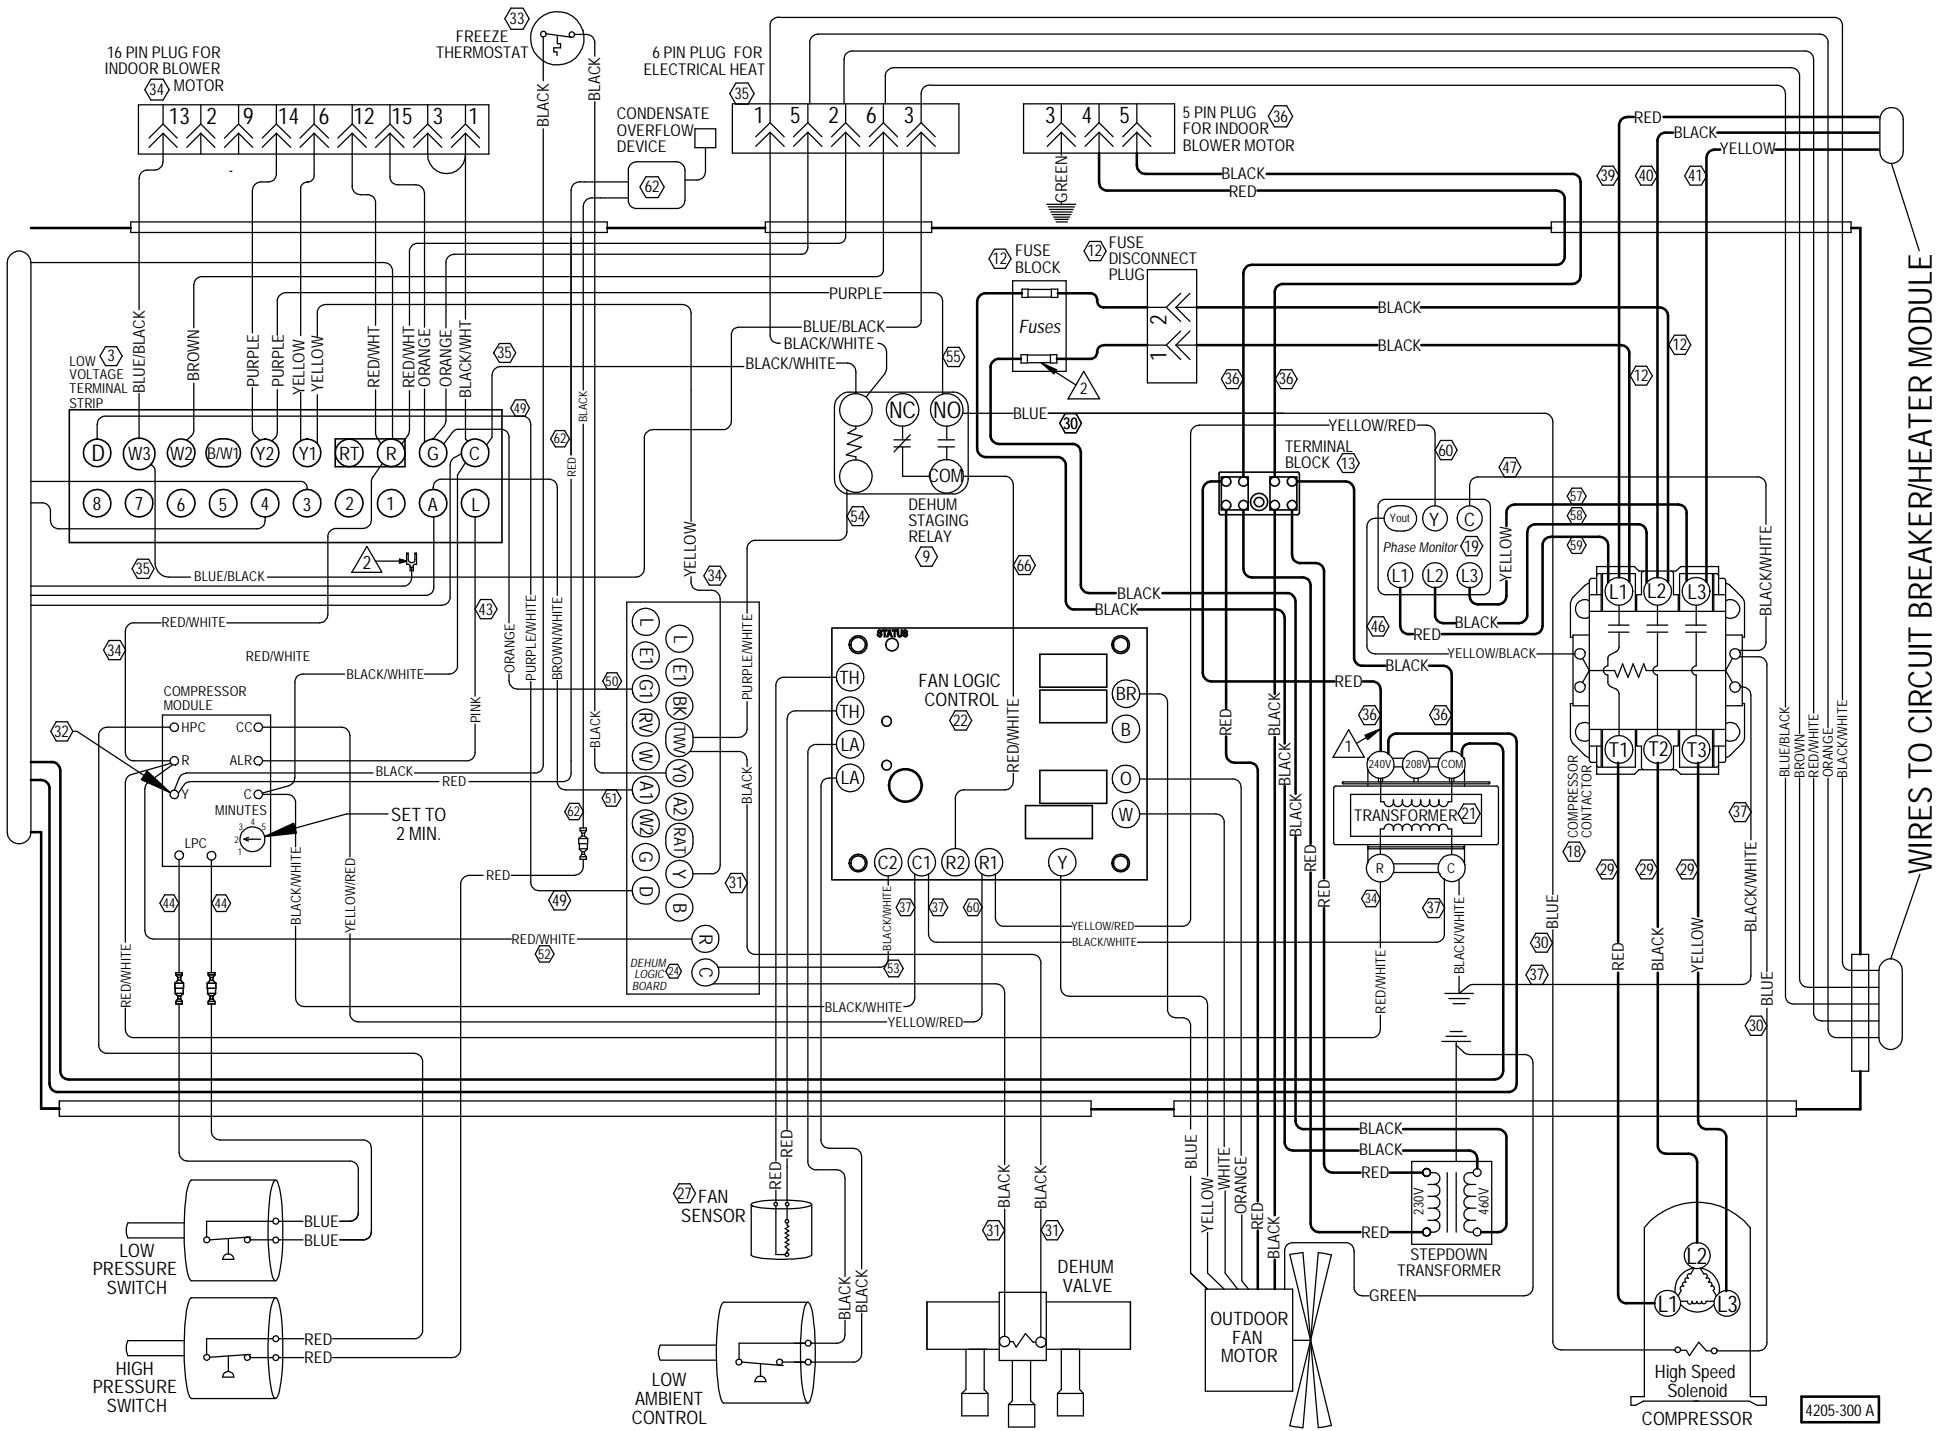 33
FREEZE
THERMOSTAT
16 PIN PLUG FOR
INDOOR BLOWER
34 MOTOR
13 2 9 14 6 12 15 3 1
BLACK
BLACK
6 PIN PLUG FOR
ELECTRICAL HEAT
35
1 5 2 6 3
CONDENSATE
OVERFLOW
DEVICE
62
3 4 5
5 PIN PLUG 36
FOR INDOOR
BLOWER MOTOR
GREEN
BLACK
RED
RED
BLACK
YELLOW
39 40 41
WIRES TO CIRCUIT BREAKER/HEATER MODULE
12 FUSE
BLOCK
Fuses
12 FUSE
DISCONNECT
PLUG
2
1
2
BLACK
BLACK
12
12
36 36
PURPLE
BLUE/BLACK
BLACK/WHITE
BLACK/WHITE
35
55
LOW 3
VOLTAGE
TERMINAL
STRIP
BLUE/BLACK
BROWN
PURPLE
PURPLE
YELLOW
YELLOW
RED/WHT
RED/WHT
ORANGE
ORANGE
BLACK/WHT
49
D W3 W2 B/W1 Y2 Y1 RT R G C
8 7 6 5 4 3 2 1 A L
62
RED
BLACK
NC NO
COM
DEHUM
STAGING
RELAY
9
54
66
BLUE 30
YELLOW/RED
60
47
TERMINAL
BLOCK 13
Yout Y C
Phase Monitor 19
L1 L2 L3
57
58
59
YELLOW
BLACK
RED
46
YELLOW/BLACK
L1 L2 L3
T1 T2 T3
COMPRESSOR
CONTACTOR
18
BLACK/WHITE
BLUE/BLACK
BROWN
RED/WHITE
ORANGE
BLACK/WHITE
2
35
BLUE/BLACK
43
RED/WHITE
34
RED/WHITE
BLACK/WHITE
ORANGE
PURPLE/WHITE
BROWN/WHITE
PINK
YELLOW
34
PURPLE/WHITE
BLACK
BLACK
COMPRESSOR
MODULE
32
HPC CC
R ALR
Y C
MINUTES
1 2 3 4 5
LPC
SET TO
2 MIN.
BLACK
RED
50
51
62
BLACK
L E1 G1 RV W A1 W2 G D
L E1 BK TWV Y0 A2 RAT Y B
R
C
DEHUM
LOGIC 24
BOARD
BLACK
31
STATUS
FAN LOGIC
CONTROL
22
TH
TH
LA
LA
BR
B
O
W
C2 C1 R2 R1 Y
RED/WHITE
BLACK
RED
36 36
1
240V 208V COM
TRANSFORMER 21
R C
34
37
RED
BLACK
BLACK
BLACK
RED
RED
29 29 29
37
BLACK/WHITE
44 44
BLACK/WHITE
YELLOW/RED
RED
49
RED/WHITE
52
RED/WHITE
BLACK/WHITE
53
37 37 60
YELLOW/RED
BLACK/WHITE
BLACK/WHITE
YELLOW/RED
RED/WHITE
BLACK/WHITE
BLUE
30
37
RED
BLACK
YELLOW
BLUE
30
BLUE
BLUE
LOW
PRESSURE
SWITCH
RED
RED
HIGH
PRESSURE
SWITCH
27 FAN
SENSOR
RED
RED
LOW
AMBIENT
CONTROL
BLACK
BLACK
BLACK
BLACK
31 31
DEHUM
VALVE
BLUE
YELLOW
WHITE
ORANGE
RED
BLACK
OUTDOOR
FAN
MOTOR
BLACK
BLACK
RED
RED
230V
460V
STEPDOWN
TRANSFORMER
GREEN
L2
L1 L3
High Speed
Solenoid
COMPRESSOR
4205-300 A